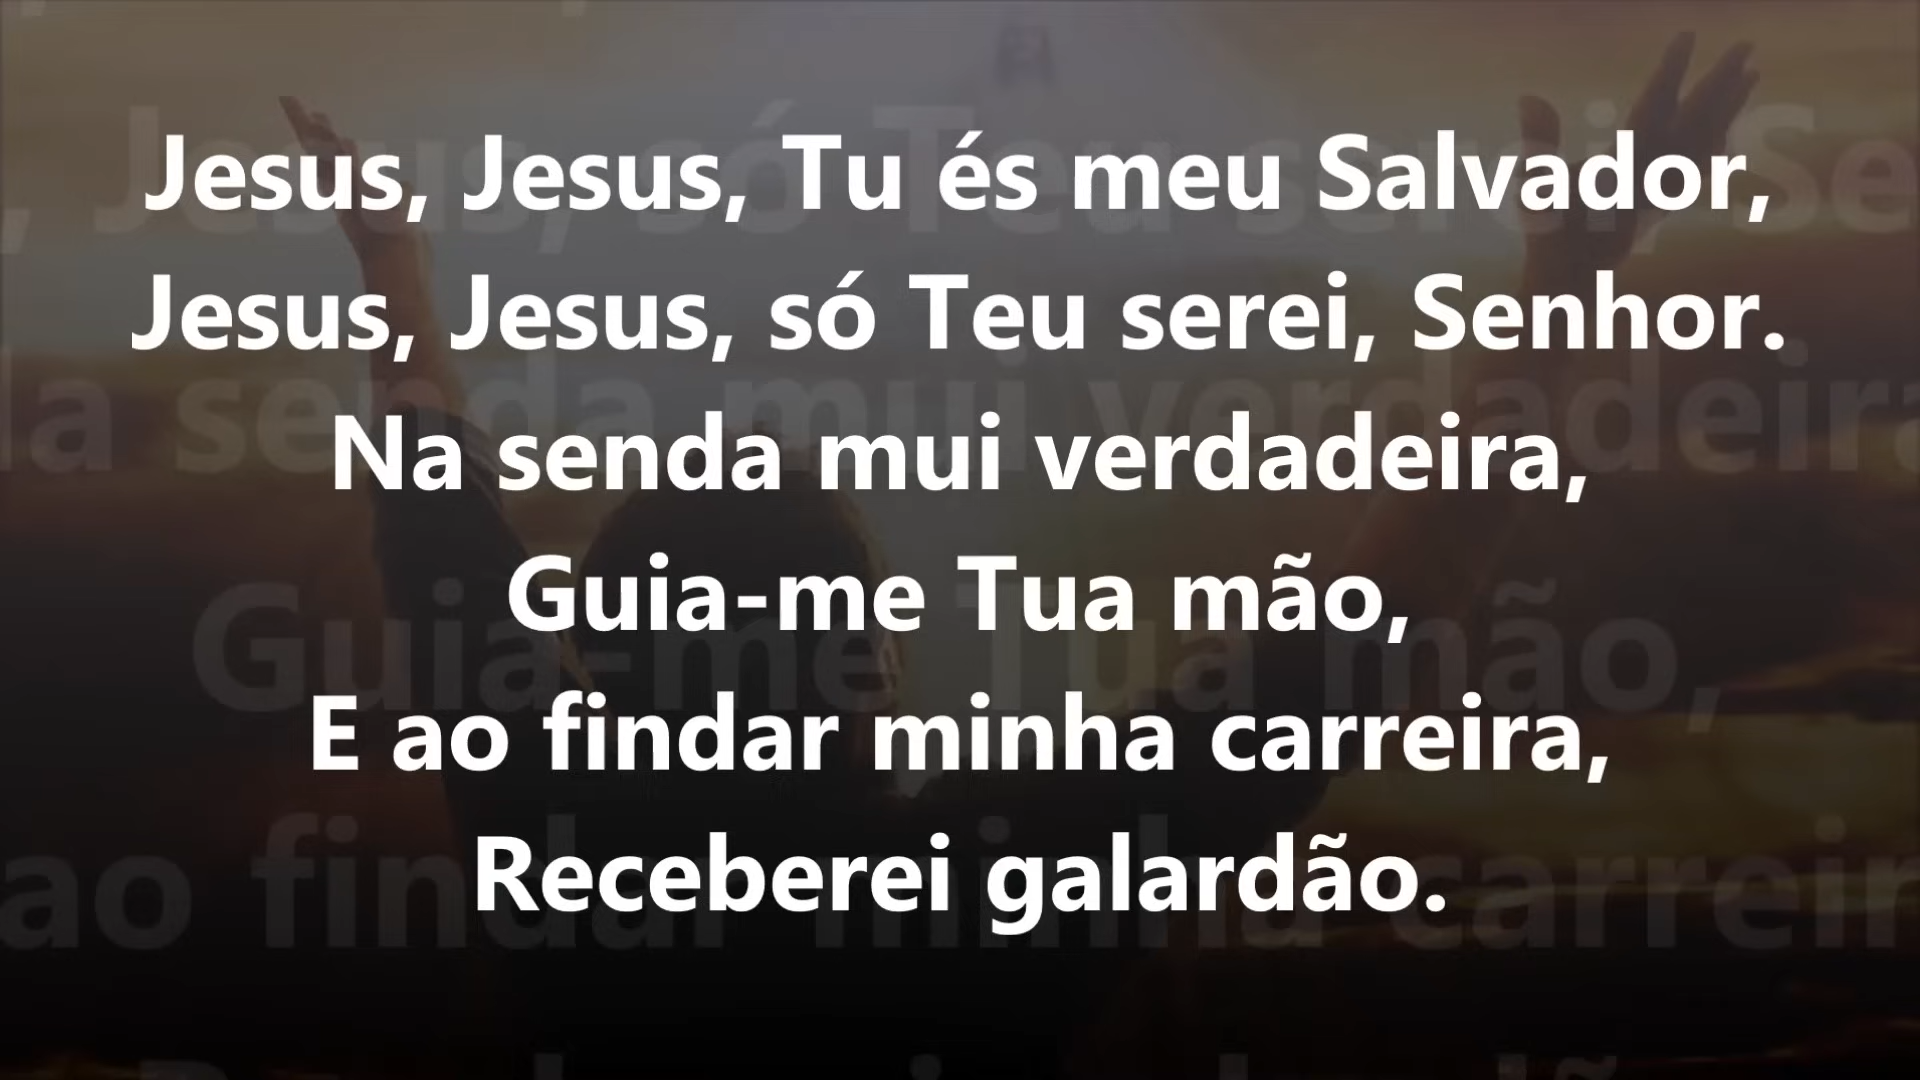 Jesus, Jesus, Tu és meu Salvador,
Jesus, Jesus, só Teu serei, Senhor.
Na senda mui verdadeira,
Guia-me Tua mão,
E ao findar minha carreira,
Receberei galardão.